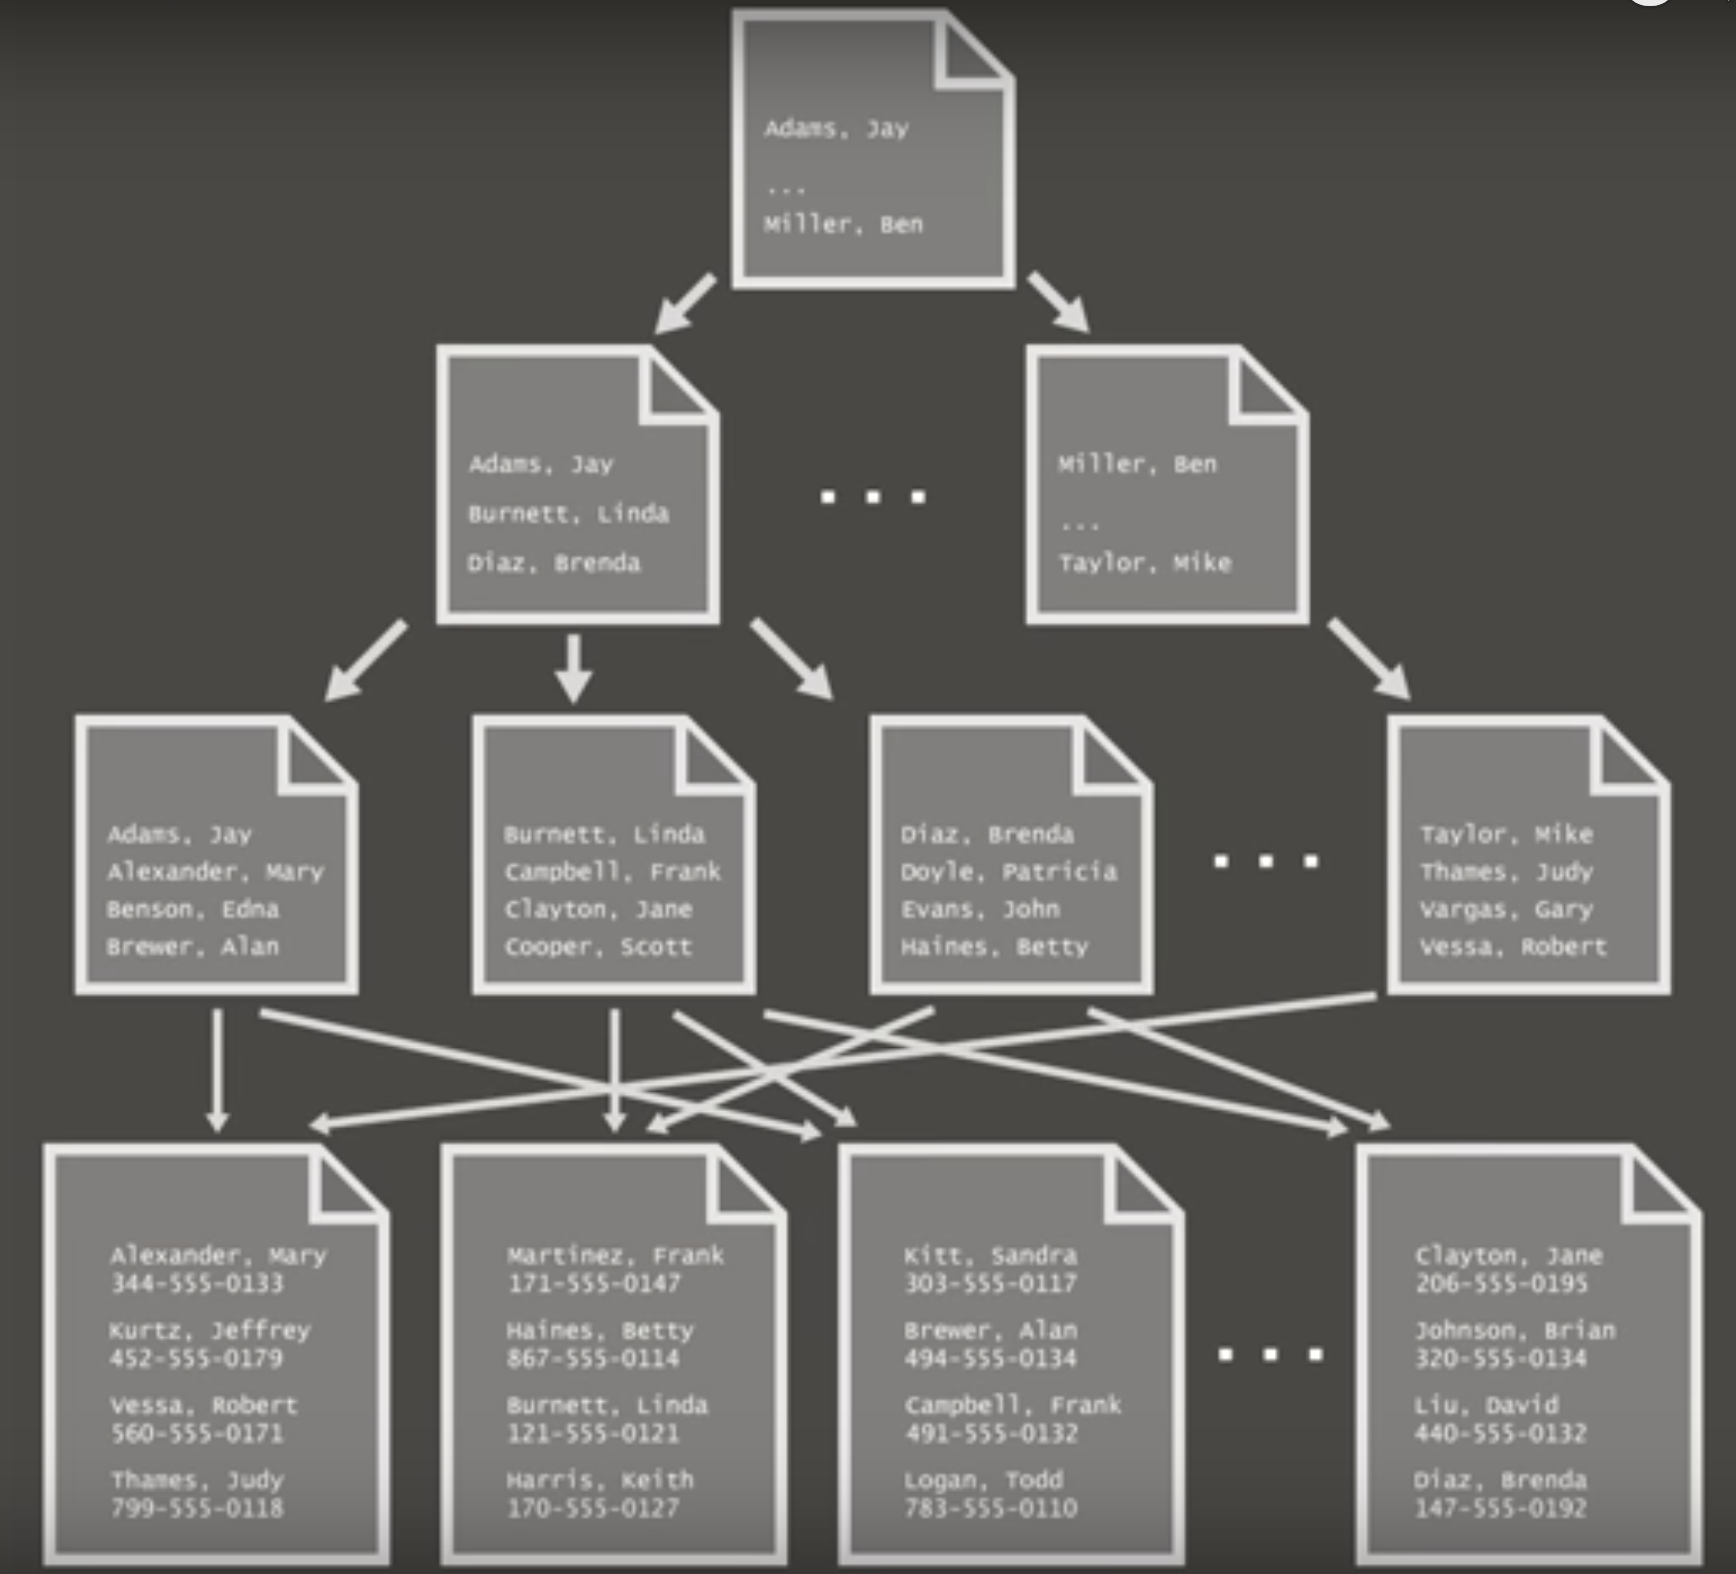 Adams, Jay
...
Miller, Ben
Adams, Jay
Burnett, Linda
Diaz, Brenda
Miller, Ben
...
Taylor, Mike
Adams, Jay
Alexander, Mary
Benson, Edna
Brewer, Alan
Burnett, Linda
Campbell, Frank
Clayton, Jane
Cooper, Scott
Diaz, Brenda
Doyle, Patricia
Evans, John
Haines, Betty
Taylor, Mike
Thames, Judy
Vargas, Gary
Vessa, Robert
Alexander, Mary
344-555-0133
Kurtz, Jeffrey
452-555-0179
Vessa, Robert
560-555-0171
Thames, Judy
799-555-0118
Martinez, Frank
171-555-0147
Haines, Betty
867-555-0114
Burnett, Linda
121-555-0121
Harris, Keith
170-555-0127
Kitt, Sandra
303-555-0117
Brewer, Alan
494-555-0134
Campbell, Frank
491-555-0132
Logan, Todd
783-555-0110
Clayton, Jane
206-555-0195
Johnson, Brian
320-555-0134
Liu, David
440-555-0132
Diaz, Brenda
147-555-0192